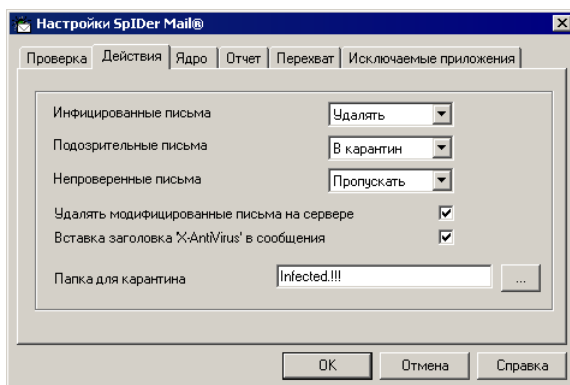 Настройки SpIDer Mail®
Проверка Действия Ядро Отчет Перехват Исключаемые приложения
Инфицированные письма Удалять
Подозрительные письма В карантин
Непроверенные письма Пропускать
Удалять модифицированные письма на сервере
Вставка заголовка 'X-AntiVirus' в сообщения
Папка для карантина Infected.!!! ...
OK Отмена Справка